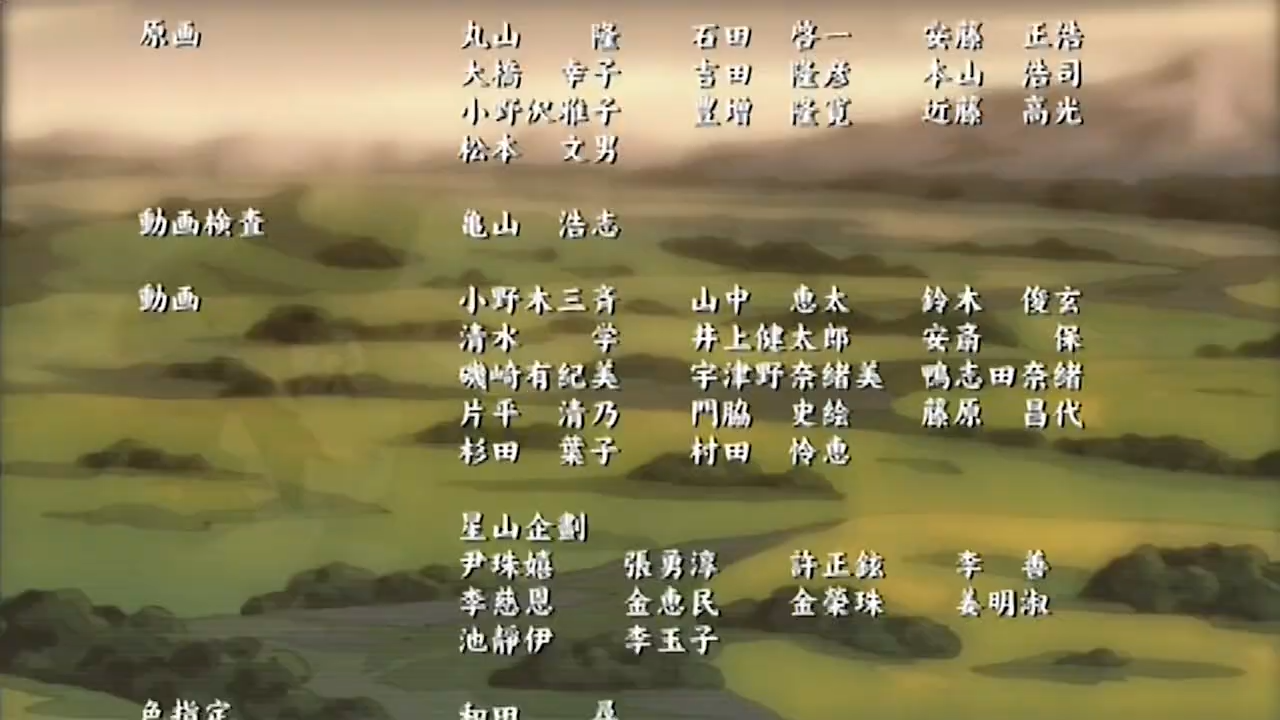 原画 丸山 隆 石田 啓一 安藤 正浩
大橋 幸子 吉田 隆彦 本山 浩司
小野沢雅子 豊増 隆寛 近藤 高光
松本 文男
動画検査 亀山 浩志
動画 小野木三斉 山中 恵太 鈴木 俊玄
清水 学 井上健太郎 安斎 保
磯崎有紀美 宇津野奈緒美 鴨志田奈緒
片平 清乃 門脇 史絵 藤原 昌代
杉田 葉子 村田 怜恵
星山企劃
尹珠嬉 張勇淳 許正鉉 李 善
李慈恩 金恵民 金榮珠 姜明淑
池靜伊 李玉子
色指定 和田